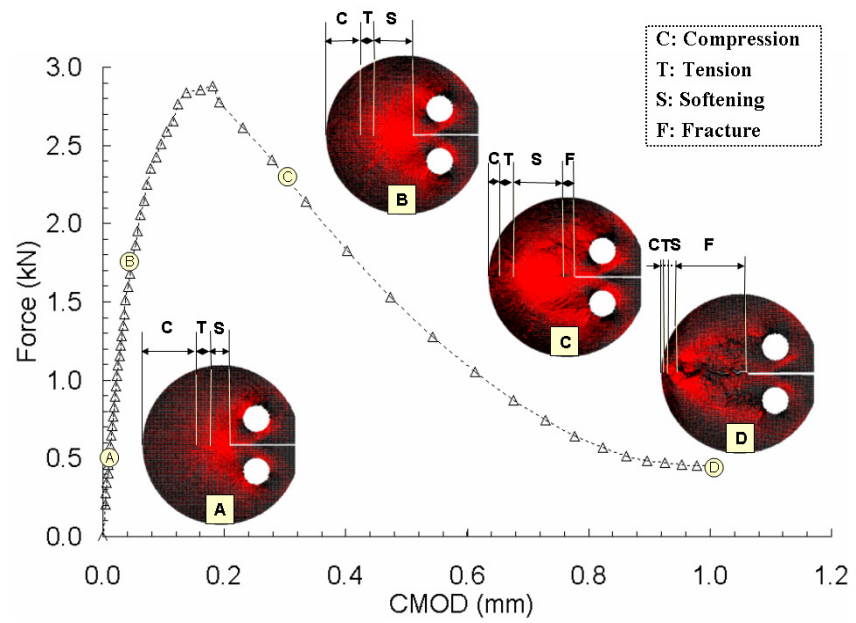 C T S
C: Compression
T: Tension
S: Softening
F: Fracture
3.0
2.5
2.0
1.5
1.0
0.5
0.0
Force (kN)
B
C T S F
C
B
C T S F
C T S
C
A
D
A
D
0.0 0.2 0.4 0.6 0.8 1.0 1.2
CMOD (mm)